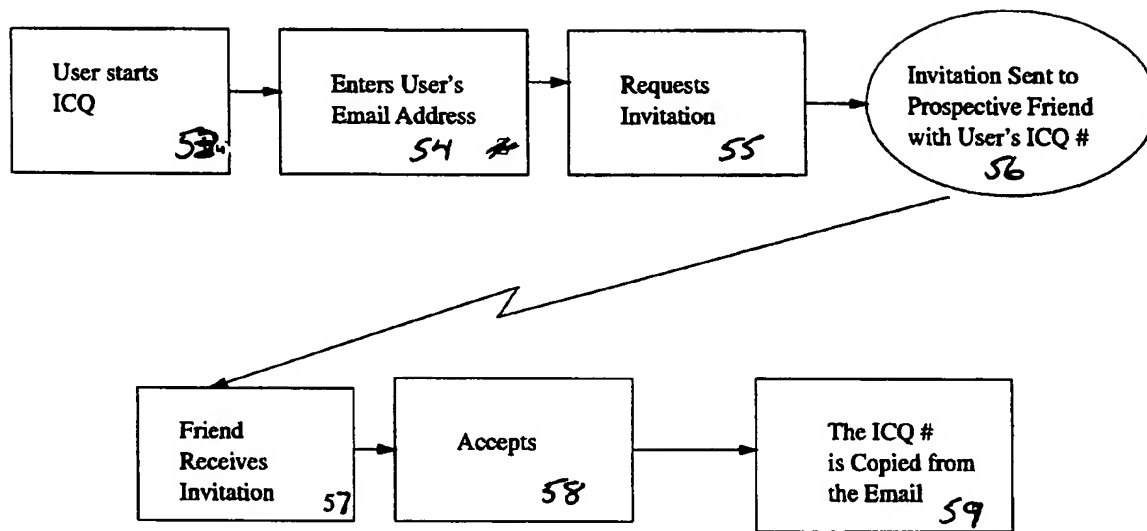 User starts
ICQ
Enters User's
Email Address
54
Requests
Invitation
55
Invitation Sent to
Prospective Friend
with User's ICQ #
56
Friend
Receives
Invitation
57
Accepts
58
The ICQ #
is Copied from
the Email
59